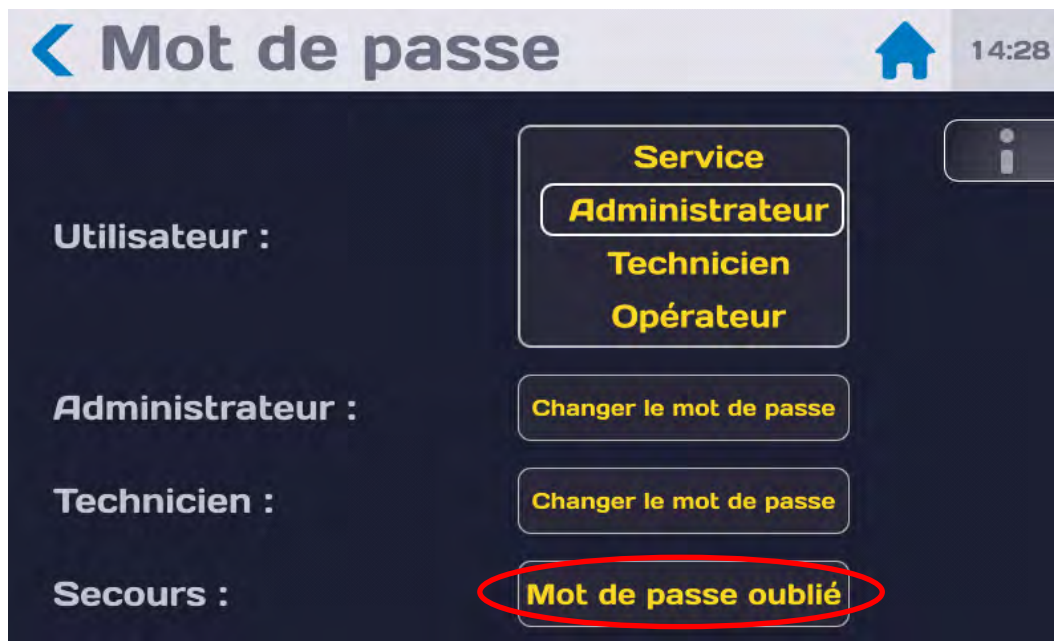 Mot de passe
14:28
Service
Administrateur
Utilisateur :
Technicien
Opérateur
Administrateur :
Changer le mot de passe
Technicien :
Changer le mot de passe
Secours :
Mot de passe oublié